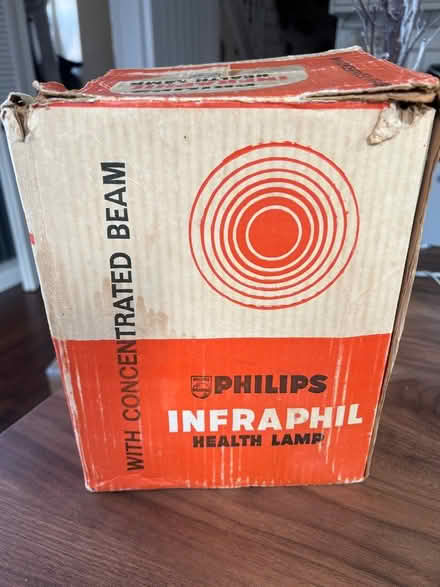 WITH CONCENTRATED BEAM
PHILIPS
INFRAPHIL
HEALTH LAMP